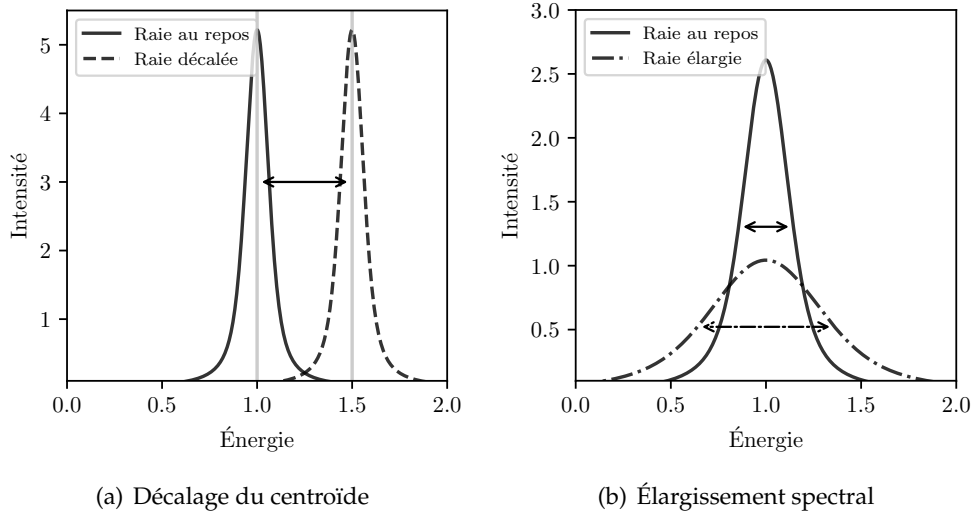 Raie au repos
Raie décalée
5
4
3
2
1
Intensité
0.0 0.5 1.0 1.5 2.0
Énergie
(a) Décalage du centroïde
Raie au repos
Raie élargie
3.0
2.5
2.0
1.5
1.0
0.5
Intensité
0.0 0.5 1.0 1.5 2.0
Énergie
(b) Élargissement spectral